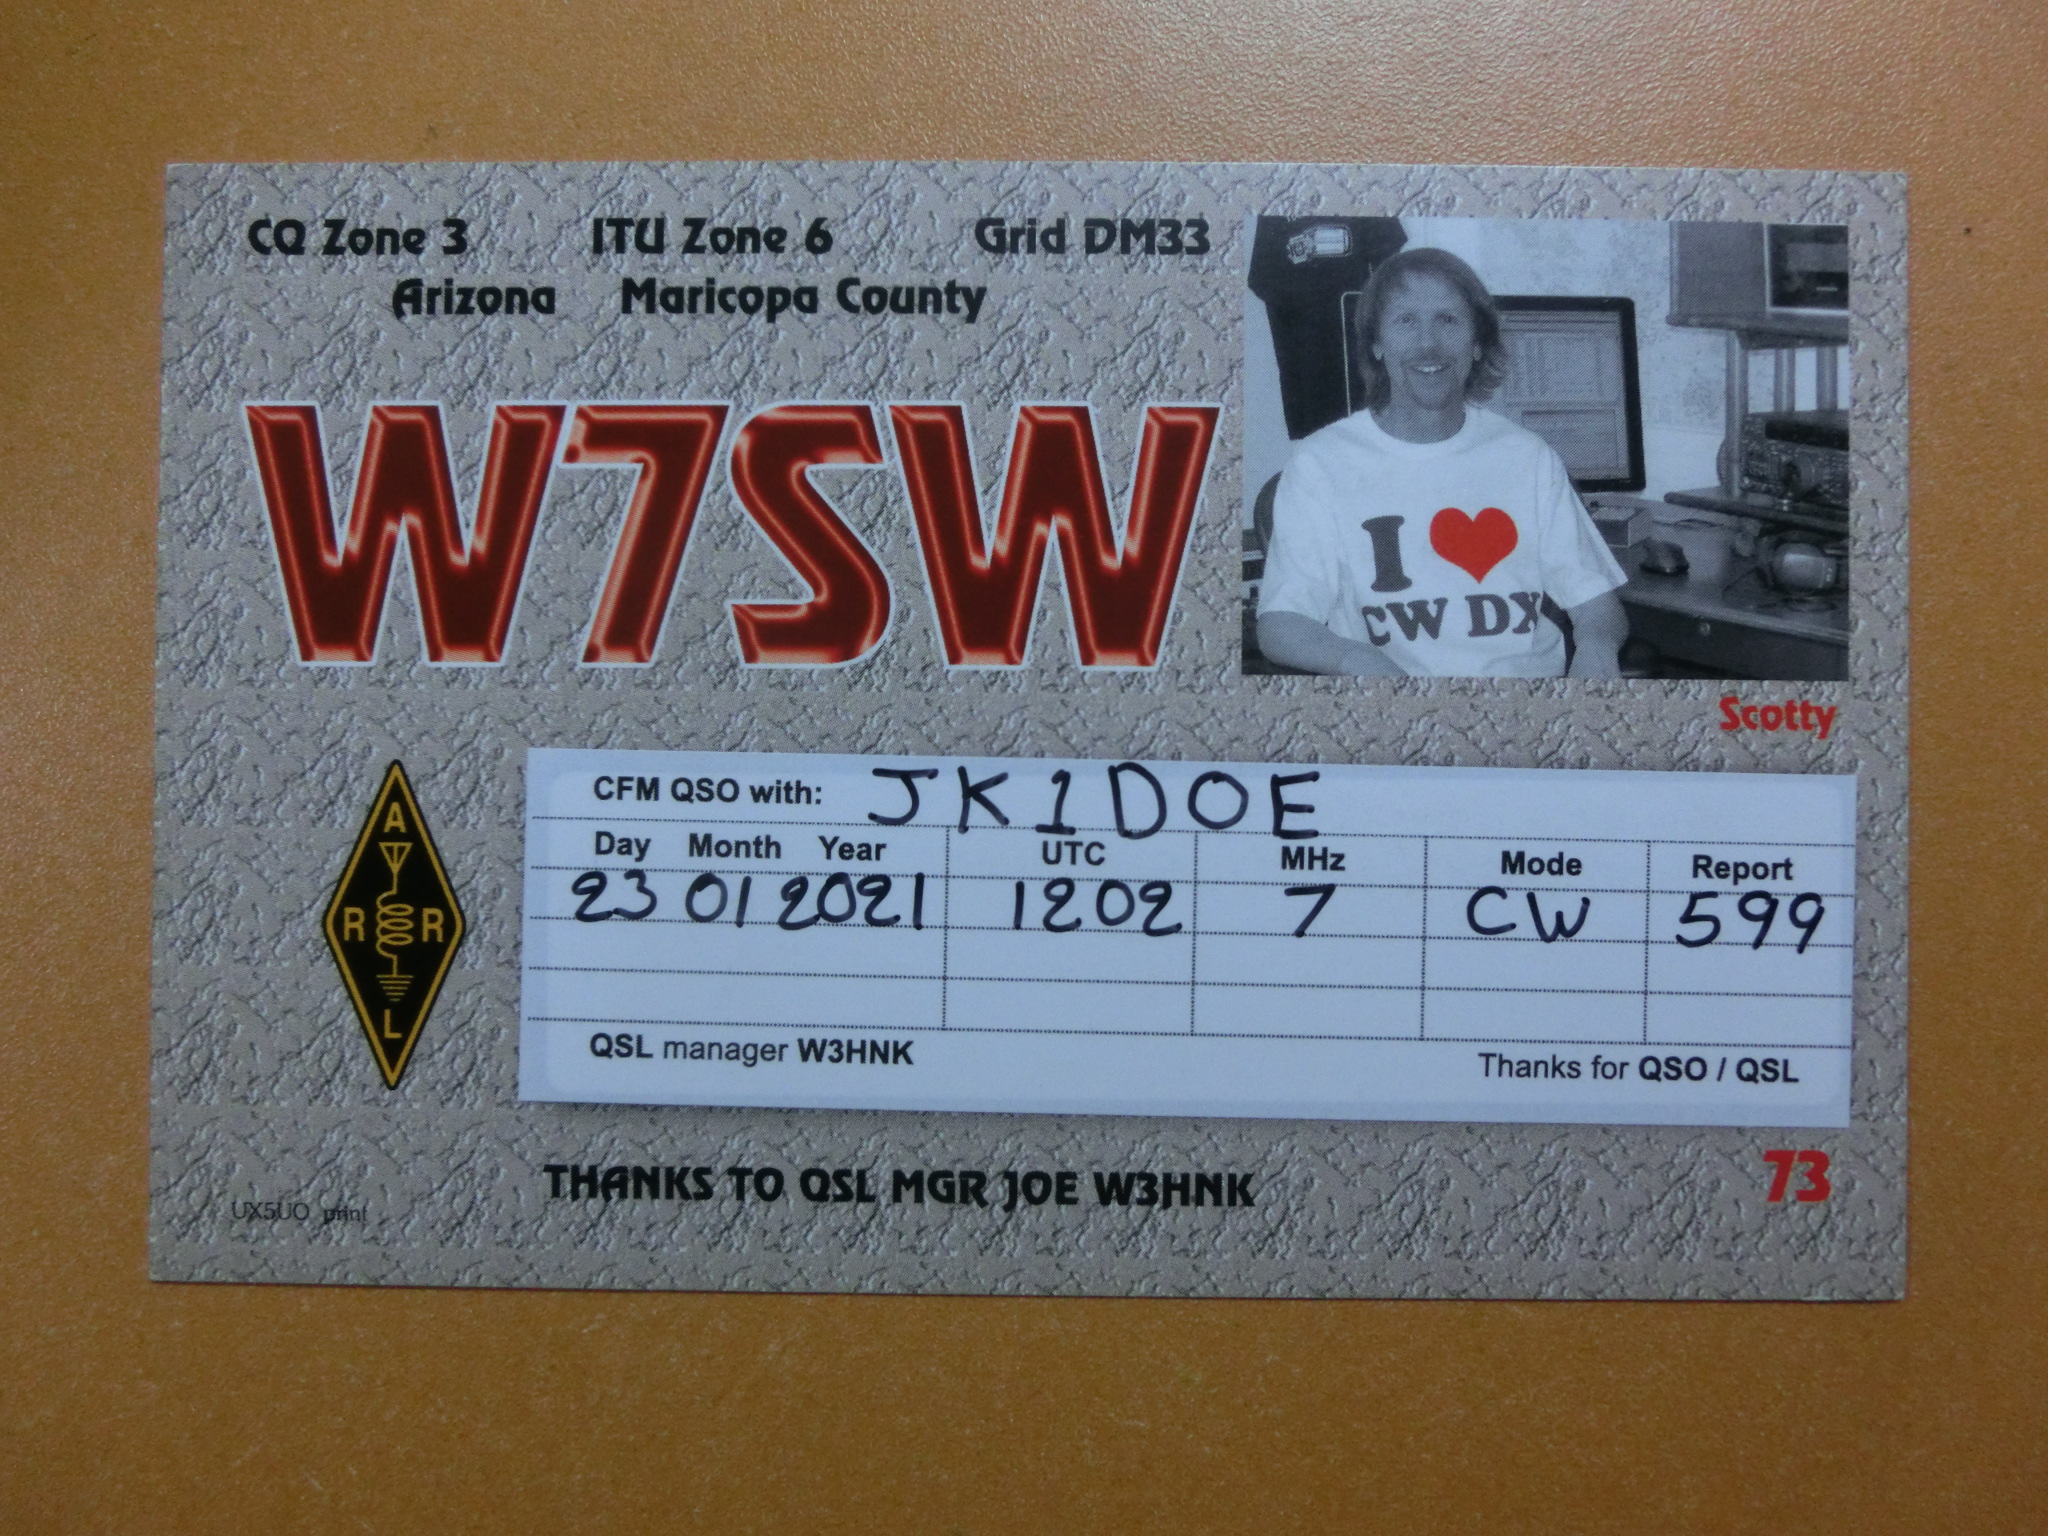 CQ Zone 3 ITU Zone 6 Grid DM33
Arizona Maricopa County
W7SW
I ♥
CW DX
Scotty
A
R R
L
CFM QSO with: JK1DOE
Day Month Year UTC MHz Mode Report
23 01 2021 1202 7 CW 599
QSL manager W3HNK Thanks for QSO / QSL
THANKS TO QSL MGR JOE W3HNK 73
UX5UO print